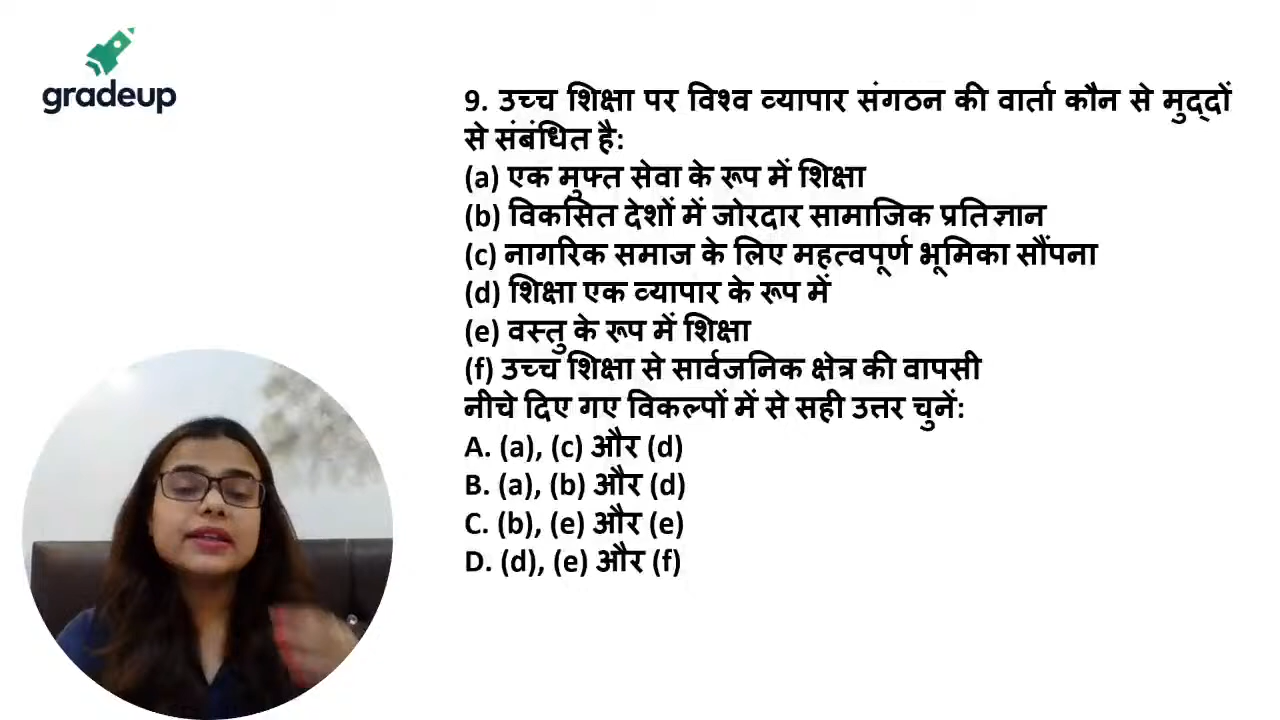 gradeup
9. उच्च शिक्षा पर विश्व व्यापार संगठन की वार्ता कौन से मुद्दों
से संबंधित है:
(a) एक मुफ्त सेवा के रूप में शिक्षा
(b) विकसित देशों में जोरदार सामाजिक प्रतिज्ञान
(c) नागरिक समाज के लिए महत्वपूर्ण भूमिका सौंपना
(d) शिक्षा एक व्यापार के रूप में
(e) वस्तु के रूप में शिक्षा
(f) उच्च शिक्षा से सार्वजनिक क्षेत्र की वापसी
नीचे दिए गए विकल्पों में से सही उत्तर चुनें:
A. (a), (c) और (d)
B. (a), (b) और (d)
C. (b), (e) और (e)
D. (d), (e) और (f)